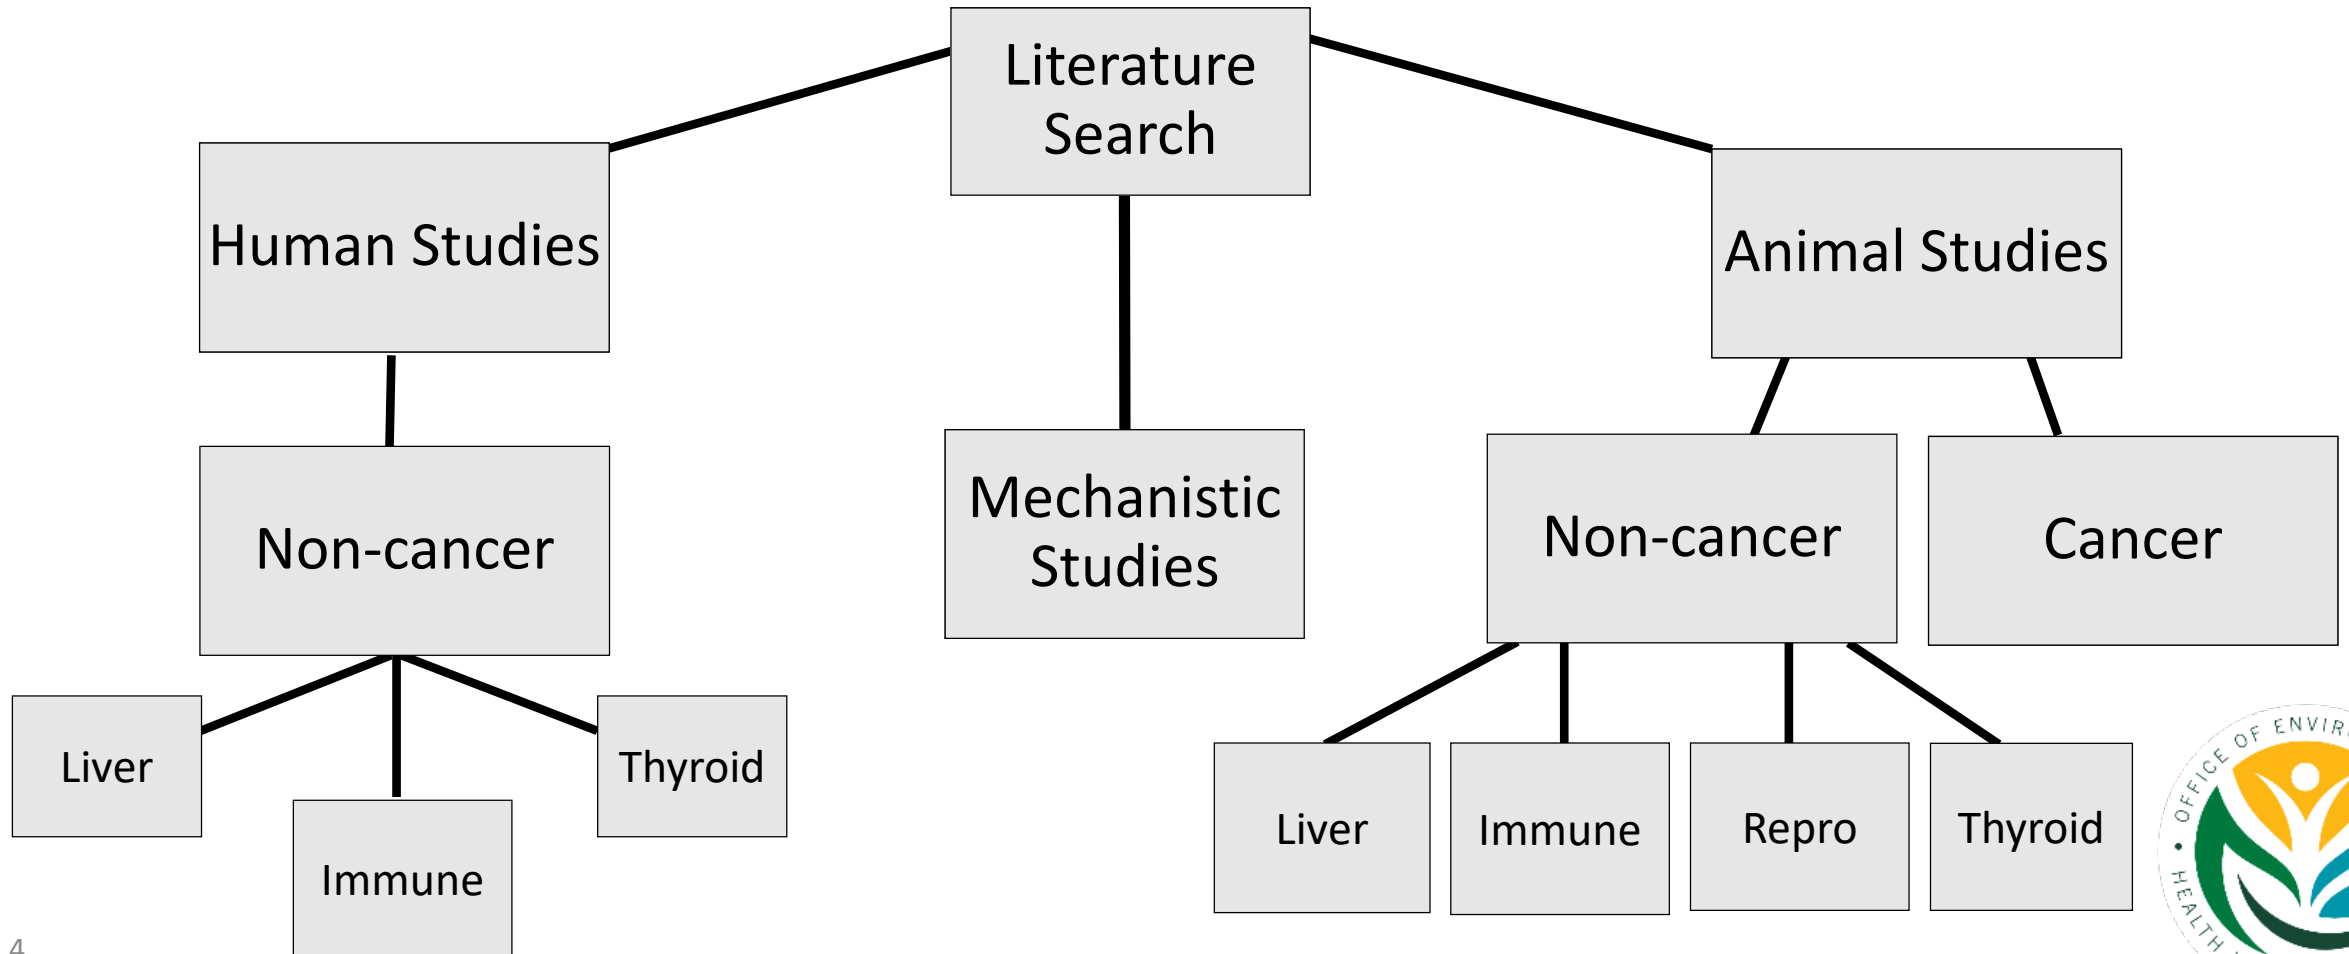 Literature
Search
Human Studies
Animal Studies
Non-cancer
Mechanistic
Studies
Non-cancer
Cancer
Liver
Thyroid
Immune
Liver
Immune
Repro
Thyroid
OFFICE OF
HEALTH
4